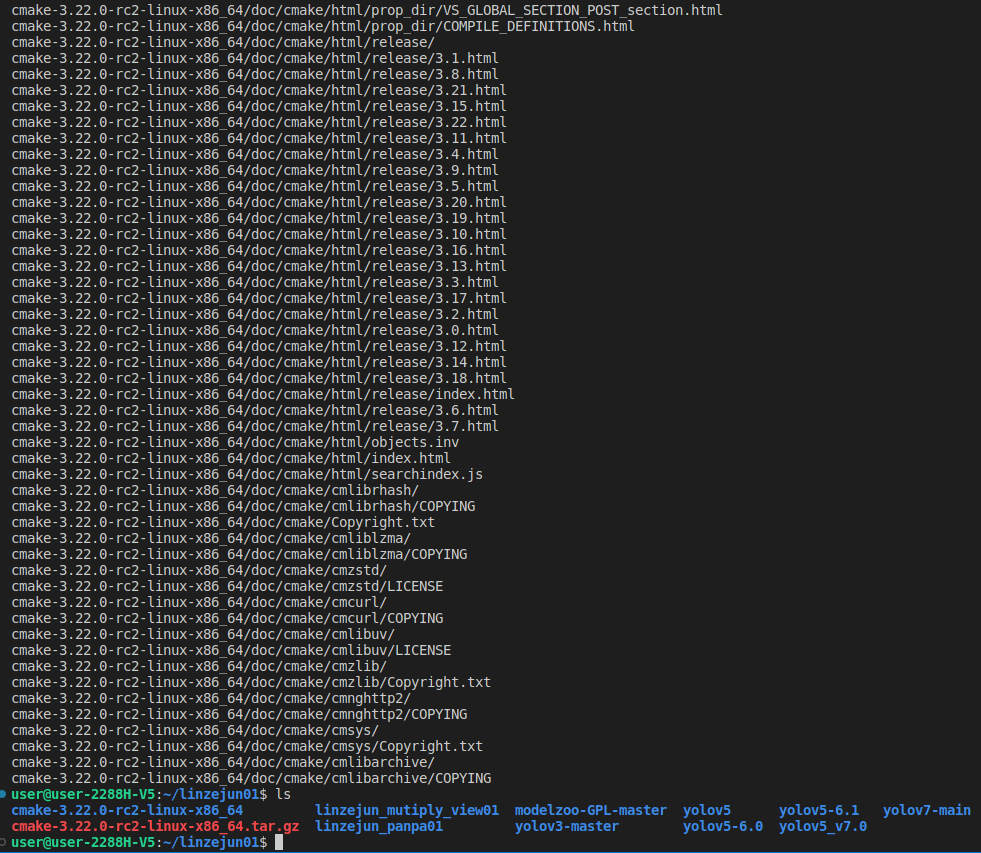 cmake-3.22.0-rc2-linux-x86_64/doc/cmake/html/prop_dir/VS_GLOBAL_SECTION_POST_section.html
cmake-3.22.0-rc2-linux-x86_64/doc/cmake/html/prop_dir/COMPILE_DEFINITIONS.html
cmake-3.22.0-rc2-linux-x86_64/doc/cmake/html/release/
cmake-3.22.0-rc2-linux-x86_64/doc/cmake/html/release/3.1.html
cmake-3.22.0-rc2-linux-x86_64/doc/cmake/html/release/3.8.html
cmake-3.22.0-rc2-linux-x86_64/doc/cmake/html/release/3.21.html
cmake-3.22.0-rc2-linux-x86_64/doc/cmake/html/release/3.15.html
cmake-3.22.0-rc2-linux-x86_64/doc/cmake/html/release/3.22.html
cmake-3.22.0-rc2-linux-x86_64/doc/cmake/html/release/3.11.html
cmake-3.22.0-rc2-linux-x86_64/doc/cmake/html/release/3.4.html
cmake-3.22.0-rc2-linux-x86_64/doc/cmake/html/release/3.9.html
cmake-3.22.0-rc2-linux-x86_64/doc/cmake/html/release/3.5.html
cmake-3.22.0-rc2-linux-x86_64/doc/cmake/html/release/3.20.html
cmake-3.22.0-rc2-linux-x86_64/doc/cmake/html/release/3.19.html
cmake-3.22.0-rc2-linux-x86_64/doc/cmake/html/release/3.10.html
cmake-3.22.0-rc2-linux-x86_64/doc/cmake/html/release/3.16.html
cmake-3.22.0-rc2-linux-x86_64/doc/cmake/html/release/3.13.html
cmake-3.22.0-rc2-linux-x86_64/doc/cmake/html/release/3.3.html
cmake-3.22.0-rc2-linux-x86_64/doc/cmake/html/release/3.17.html
cmake-3.22.0-rc2-linux-x86_64/doc/cmake/html/release/3.2.html
cmake-3.22.0-rc2-linux-x86_64/doc/cmake/html/release/3.0.html
cmake-3.22.0-rc2-linux-x86_64/doc/cmake/html/release/3.12.html
cmake-3.22.0-rc2-linux-x86_64/doc/cmake/html/release/3.14.html
cmake-3.22.0-rc2-linux-x86_64/doc/cmake/html/release/3.18.html
cmake-3.22.0-rc2-linux-x86_64/doc/cmake/html/release/index.html
cmake-3.22.0-rc2-linux-x86_64/doc/cmake/html/release/3.6.html
cmake-3.22.0-rc2-linux-x86_64/doc/cmake/html/release/3.7.html
cmake-3.22.0-rc2-linux-x86_64/doc/cmake/html/objects.inv
cmake-3.22.0-rc2-linux-x86_64/doc/cmake/html/index.html
cmake-3.22.0-rc2-linux-x86_64/doc/cmake/html/searchindex.js
cmake-3.22.0-rc2-linux-x86_64/doc/cmake/cmlibrhash/
cmake-3.22.0-rc2-linux-x86_64/doc/cmake/cmlibrhash/COPYING
cmake-3.22.0-rc2-linux-x86_64/doc/cmake/Copyright.txt
cmake-3.22.0-rc2-linux-x86_64/doc/cmake/cmliblzma/
cmake-3.22.0-rc2-linux-x86_64/doc/cmake/cmliblzma/COPYING
cmake-3.22.0-rc2-linux-x86_64/doc/cmake/cmzstd/
cmake-3.22.0-rc2-linux-x86_64/doc/cmake/cmzstd/LICENSE
cmake-3.22.0-rc2-linux-x86_64/doc/cmake/cmcurl/
cmake-3.22.0-rc2-linux-x86_64/doc/cmake/cmcurl/COPYING
cmake-3.22.0-rc2-linux-x86_64/doc/cmake/cmlibuv/
cmake-3.22.0-rc2-linux-x86_64/doc/cmake/cmlibuv/LICENSE
cmake-3.22.0-rc2-linux-x86_64/doc/cmake/cmzlib/
cmake-3.22.0-rc2-linux-x86_64/doc/cmake/cmzlib/Copyright.txt
cmake-3.22.0-rc2-linux-x86_64/doc/cmake/cmnghttp2/
cmake-3.22.0-rc2-linux-x86_64/doc/cmake/cmnghttp2/COPYING
cmake-3.22.0-rc2-linux-x86_64/doc/cmake/cmsys/
cmake-3.22.0-rc2-linux-x86_64/doc/cmake/cmsys/Copyright.txt
cmake-3.22.0-rc2-linux-x86_64/doc/cmake/cmlibarchive/
cmake-3.22.0-rc2-linux-x86_64/doc/cmake/cmlibarchive/COPYING
user@user-2288H-V5:~/linzejun01$ ls
cmake-3.22.0-rc2-linux-x86_64 linzejun_mutiply_view01 modelzoo-GPL-master yolov5 yolov5-6.1 yolov7-main
cmake-3.22.0-rc2-linux-x86_64.tar.gz linzejun_panpa01 yolov3-master yolov5-6.0 yolov5_v7.0
user@user-2288H-V5:~/linzejun01$